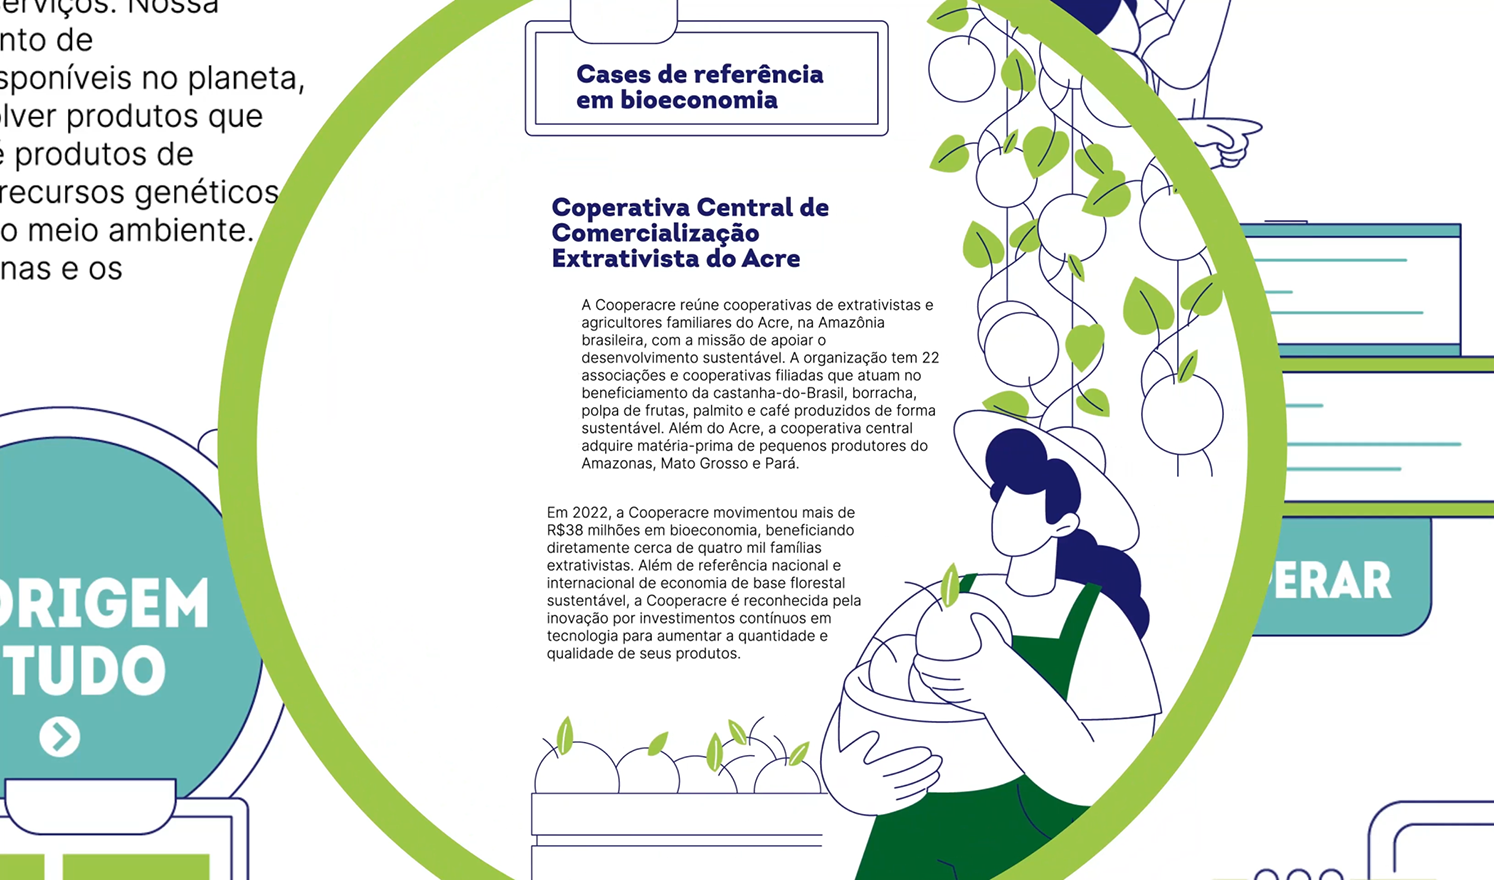 serviços. Nossa
nto de
sponíveis no planeta,
lver produtos que
é produtos de
recursos genéticos
o meio ambiente.
nas e os
Cases de referência
em bioeconomia
Coperativa Central de
Comercialização
Extrativista do Acre
A Cooperacre reúne cooperativas de extrativistas e
agricultores familiares do Acre, na Amazônia
brasileira, com a missão de apoiar o
desenvolvimento sustentável. A organização tem 22
associações e cooperativas filiadas que atuam no
beneficiamento da castanha-do-Brasil, borracha,
polpa de frutas, palmito e café produzidos de forma
sustentável. Além do Acre, a cooperativa central
adquire matéria-prima de pequenos produtores do
Amazonas, Mato Grosso e Pará.
Em 2022, a Cooperacre movimentou mais de
R$38 milhões em bioeconomia, beneficiando
diretamente cerca de quatro mil famílias
extrativistas. Além de referência nacional e
internacional de economia de base florestal
sustentável, a Cooperacre é reconhecida pela
inovação por investimentos contínuos em
tecnologia para aumentar a quantidade e
qualidade de seus produtos.
ORIGEM
TUDO
PERAR